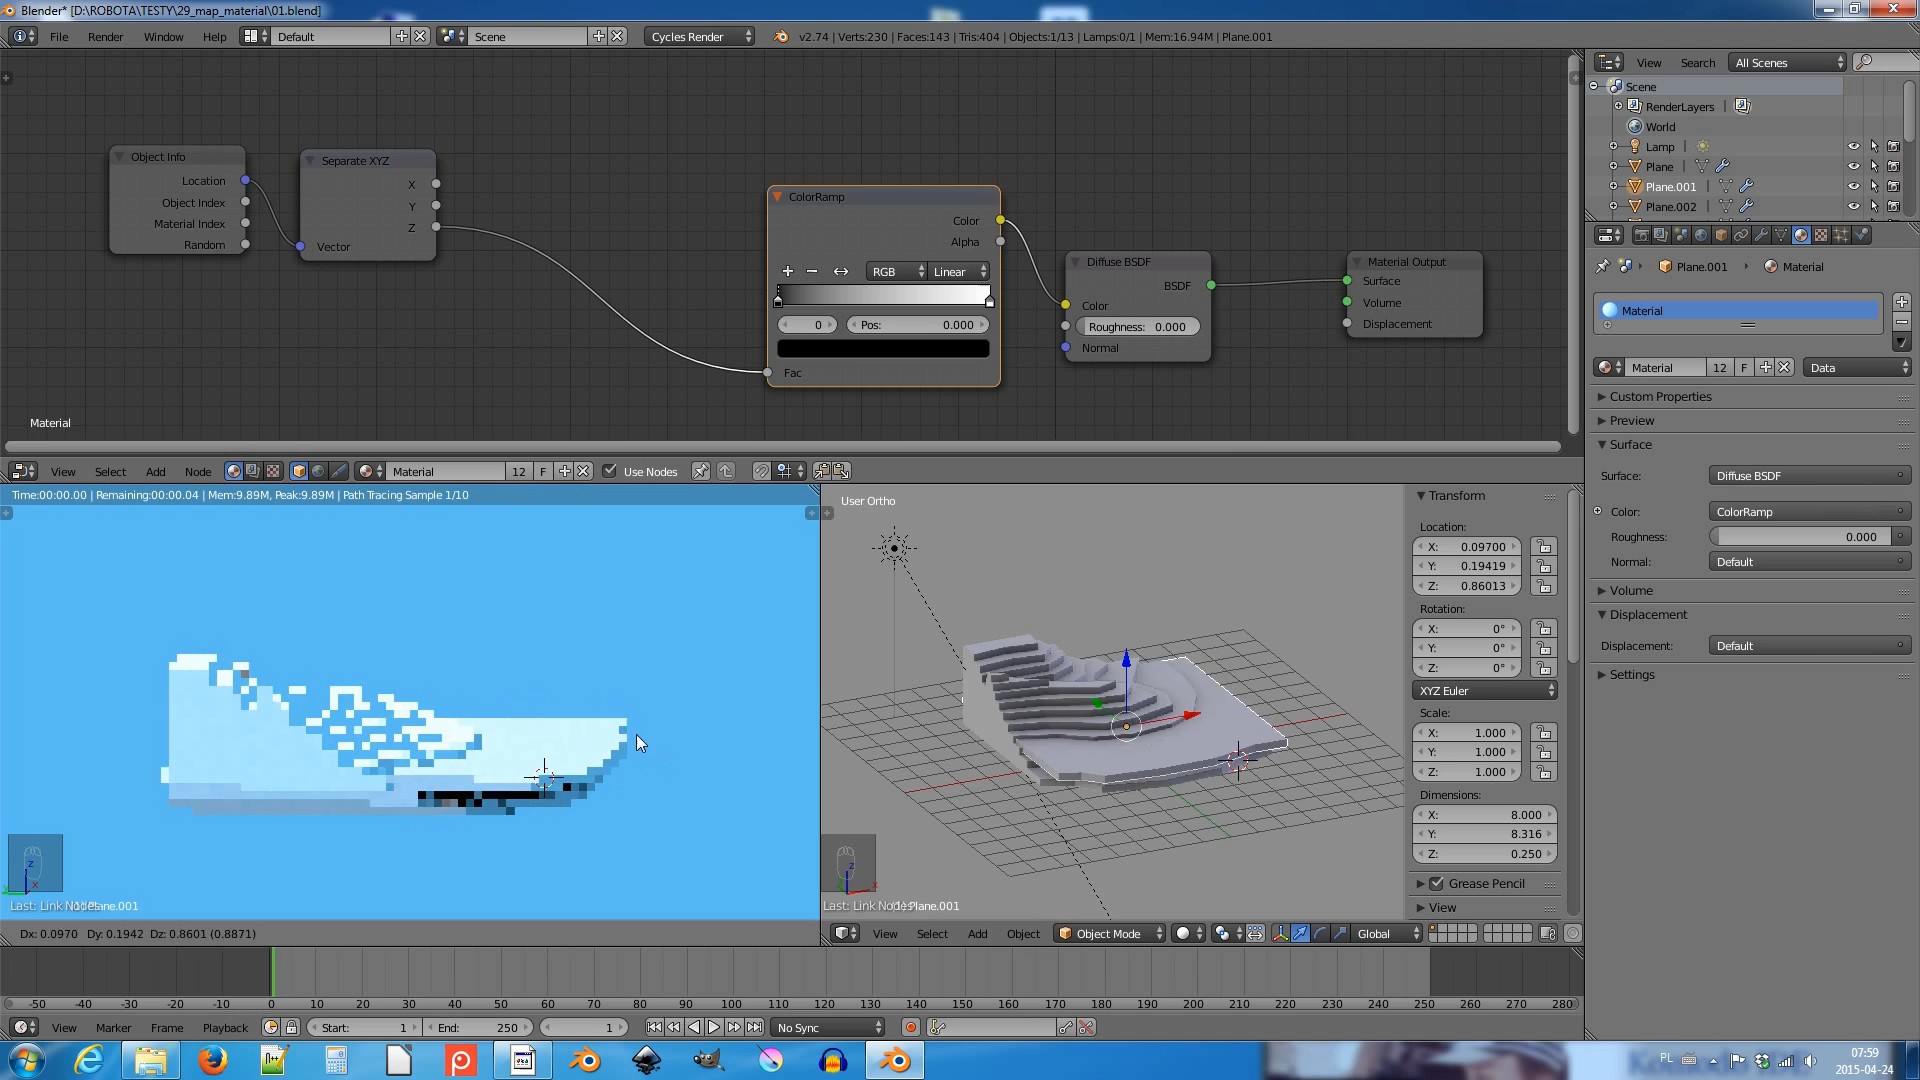 Blender* [D:\ROBOTA\TESTY\29_map_material\01.blend]
File Render Window Help Default Scene Cycles Render v2.74 | Verts:230 | Faces:143 | Tris:404 | Objects:1/13 | Lamps:0/1 | Mem:16.94M | Plane.001
View Search All Scenes
Scene
RenderLayers
World
Lamp
Plane
Plane.001
Plane.002
Object Info
Location
Object Index
Material Index
Random
Separate XYZ
X
Y
Z
Vector
ColorRamp
Color
Alpha
RGB Linear
0 Pos: 0.000
Fac
Diffuse BSDF
BSDF
Color
Roughness: 0.000
Normal
Material Output
Surface
Volume
Displacement
Material
Plane.001 Material
Material
Material 12 F Data
Custom Properties
Preview
Surface
Surface: Diffuse BSDF
Color: ColorRamp
Roughness: 0.000
Normal: Default
Volume
Displacement
Displacement: Default
Settings
View Select Add Node Material 12 F Use Nodes
Time:00:00.00 | Remaining:00:00.04 | Mem:9.89M, Peak:9.89M | Path Tracing Sample 1/10
User Ortho
Transform
Location:
X: 0.09700
Y: 0.19419
Z: 0.86013
Rotation:
X: 0°
Y: 0°
Z: 0°
XYZ Euler
Scale:
X: 1.000
Y: 1.000
Z: 1.000
Dimensions:
X: 8.000
Y: 8.316
Z: 0.250
Grease Pencil
View
Dx: 0.0970 Dy: 0.1942 Dz: 0.8601 (0.8871)
View Select Add Object Object Mode Global
-50 -40 -30 -20 -10 0 10 20 30 40 50 60 70 80 90 100 110 120 130 140 150 160 170 180 190 200 210 220 230 240 250 260 270 280
View Marker Frame Playback Start: 1 End: 250 1 No Sync
PL 07:59
2015-04-24